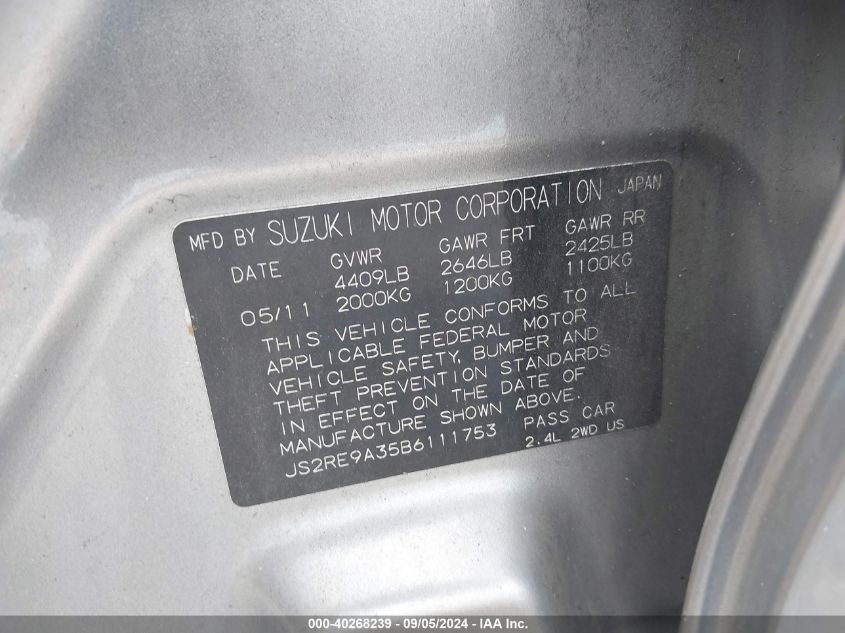 MFD BY SUZUKI MOTOR CORPORATION JAPAN
DATE GVWR GAWR FRT GAWR RR
4409LB 2646LB 2425LB
05/11 2000KG 1200KG 1100KG
THIS VEHICLE CONFORMS TO ALL
APPLICABLE FEDERAL MOTOR
VEHICLE SAFETY, BUMPER AND
THEFT PREVENTION STANDARDS
IN EFFECT ON THE DATE OF
MANUFACTURE SHOWN ABOVE.
JS2RE9A35B6111753 PASS CAR
2.4L 2WD US
000-40268239 - 09/05/2024 - IAA Inc.